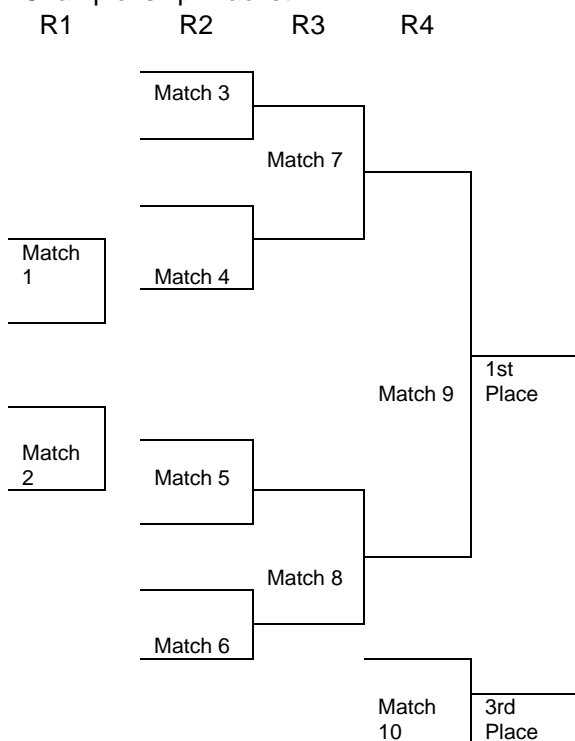 R1 R2 R3 R4
Match 3
Match 7
Match
1
Match 4
1st
Place
Match 9
Match
2
Match 5
Match 8
Match 6
Match
10
3rd
Place